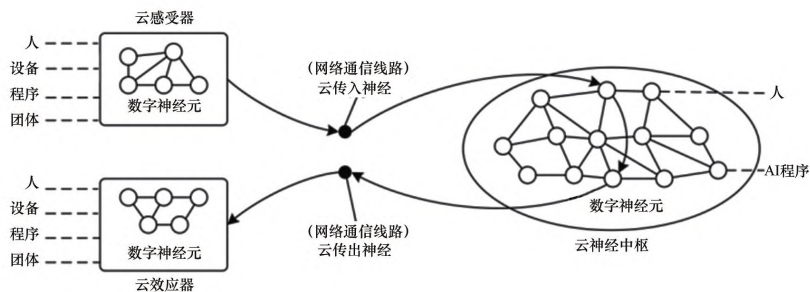 云感受器
人
设备
程序
团体
数字神经元
(网络通信线路)
云传入神经
人
AI程序
数字神经元
云神经中枢
人
设备
程序
团体
数字神经元
云效应器
(网络通信线路)
云传出神经